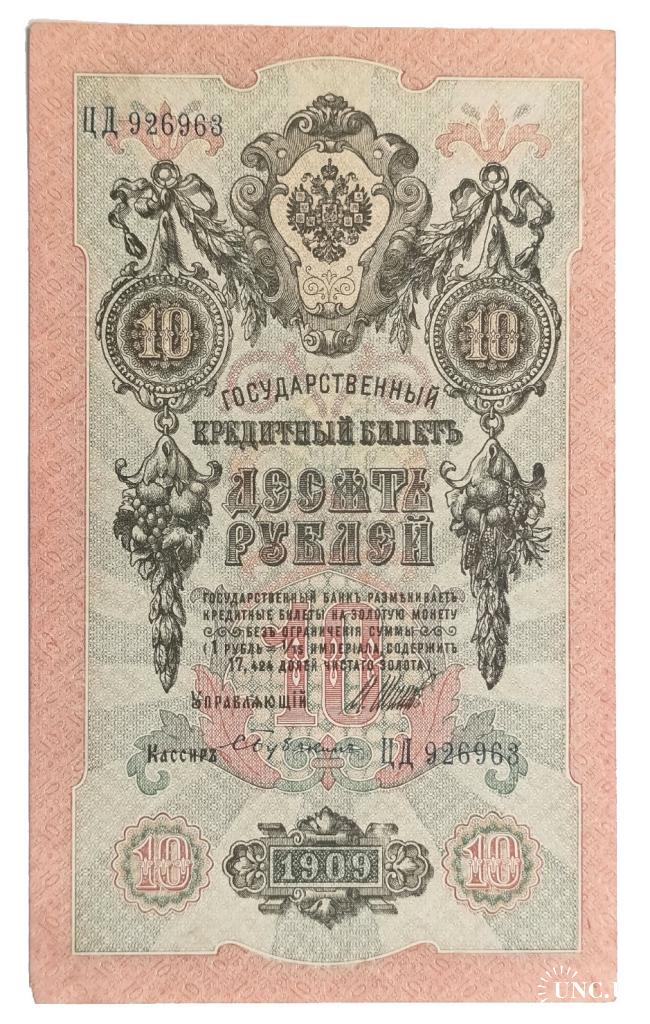 ЦД 926963
10 10
ГОСУДАРСТВЕННЫЙ
КРЕДИТНЫЙ БИЛЕТЪ
ДЕСЯТЬ
РУБЛЕЙ
ГОСУДАРСТВЕННЫЙ БАНКЪ РАЗМѢНИВАЕТЪ
КРЕДИТНЫЕ БИЛЕТЫ НА ЗОЛОТУЮ МОНЕТУ
БЕЗЪ ОГРАНИЧЕНІЯ СУММЫ
(1 РУБЛЬ = 1/15 ИМПЕРІАЛА, СОДЕРЖИТЪ
17,424 ДОЛЕЙ ЧИСТАГО ЗОЛОТА)
10
УПРАВЛЯЮЩІЙ
Кассиръ
ЦД 926963
10 1909 10
UNC.U